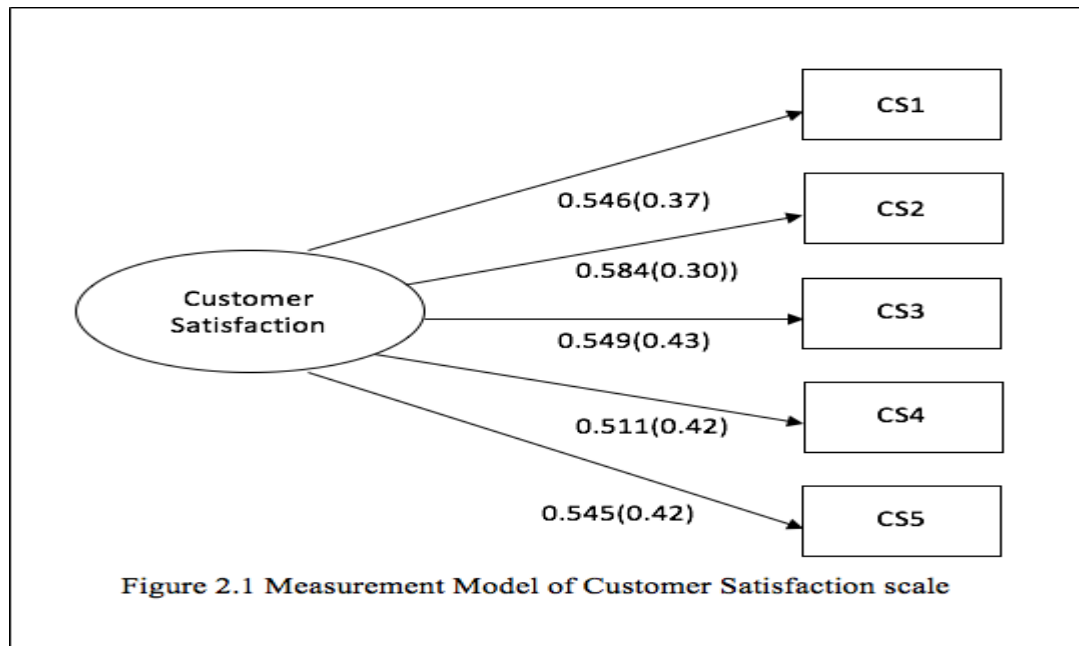 CS1
0.546(0.37)
CS2
0.584(0.30))
Customer
Satisfaction
CS3
0.549(0.43)
CS4
0.511(0.42)
CS5
0.545(0.42)
Figure 2.1 Measurement Model of Customer Satisfaction scale